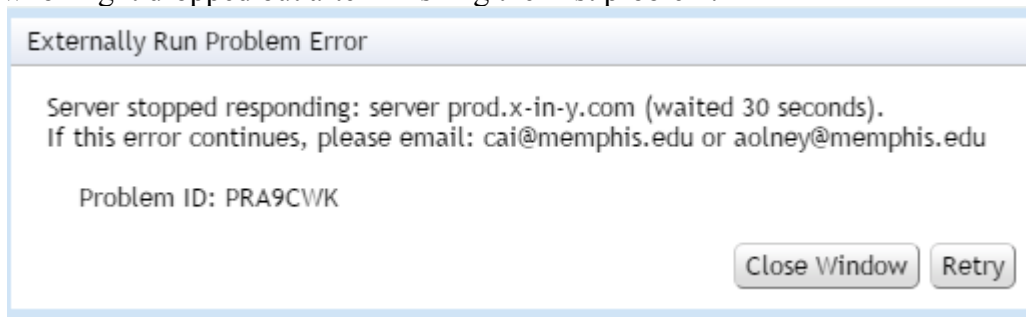 Externally Run Problem Error
Server stopped responding: server prod.x-in-y.com (waited 30 seconds).
If this error continues, please email: cai@memphis.edu or aolney@memphis.edu
Problem ID: PRA9CWK
Close Window Retry